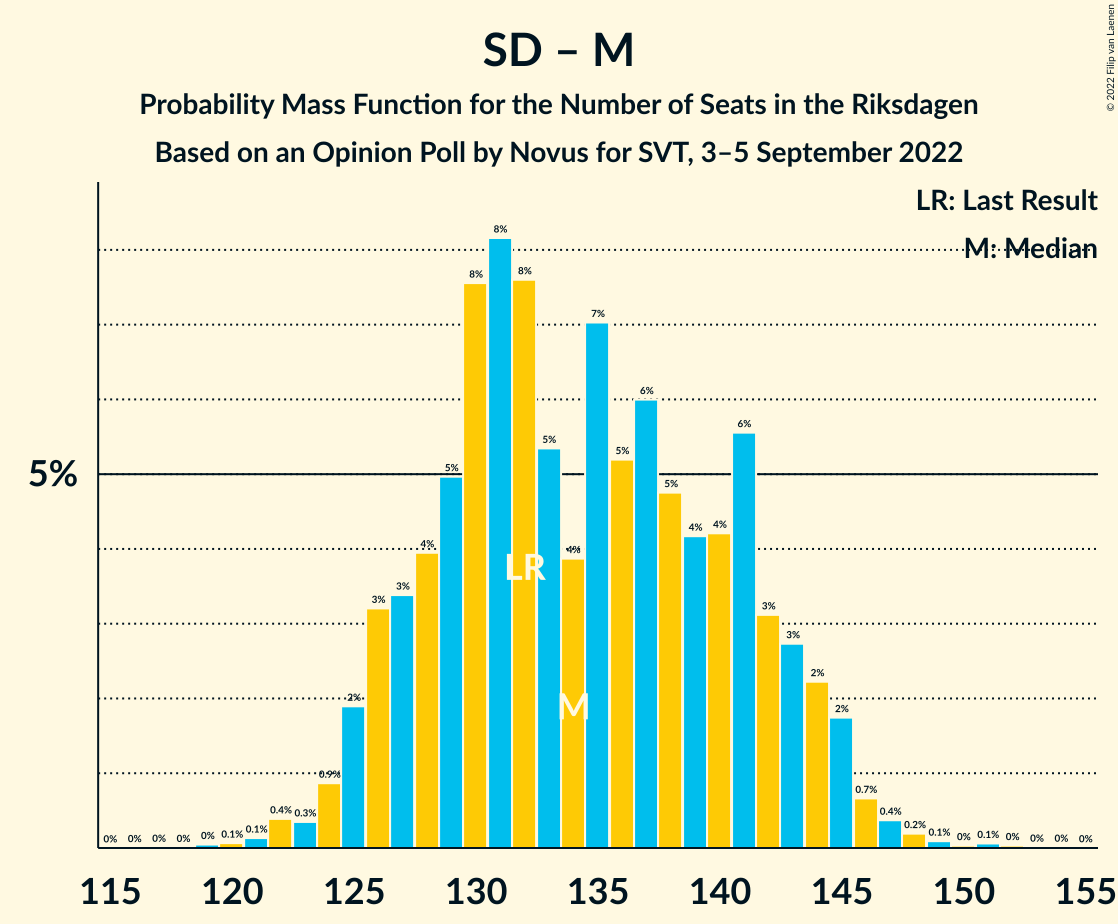 SD – M
Probability Mass Function for the Number of Seats in the Riksdagen
Based on an Opinion Poll by Novus for SVT, 3–5 September 2022
© 2022 Filip van Laenen
LR: Last Result
M: Median
5%
0% 0% 0% 0% 0% 0.1% 0.1% 0.4% 0.3% 0.9% 2% 3% 3% 4% 5% 8% 8% 8% 5% 4% 7% 5% 6% 5% 4% 4% 6% 3% 3% 2% 2% 0.7% 0.4% 0.2% 0.1% 0% 0.1% 0% 0% 0% 0%
LR
M
115 120 125 130 135 140 145 150 155